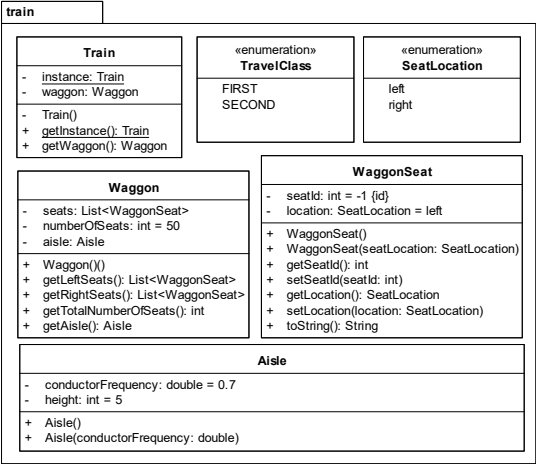 train
Train
- instance: Train
- waggon: Waggon
- Train()
+ getInstance(): Train
+ getWaggon(): Waggon
«enumeration»
TravelClass
FIRST
SECOND
«enumeration»
SeatLocation
left
right
Waggon
- seats: List<WaggonSeat>
- numberOfSeats: int = 50
- aisle: Aisle
+ Waggon()()
+ getLeftSeats(): List<WaggonSeat>
+ getRightSeats(): List<WaggonSeat>
+ getTotalNumberOfSeats(): int
+ getAisle(): Aisle
WaggonSeat
- seatId: int = -1 {id}
- location: SeatLocation = left
+ WaggonSeat()
+ WaggonSeat(seatLocation: SeatLocation)
+ getSeatId(): int
+ setSeatId(seatId: int)
+ getLocation(): SeatLocation
+ setLocation(location: SeatLocation)
+ toString(): String
Aisle
- conductorFrequency: double = 0.7
- height: int = 5
+ Aisle()
+ Aisle(conductorFrequency: double)